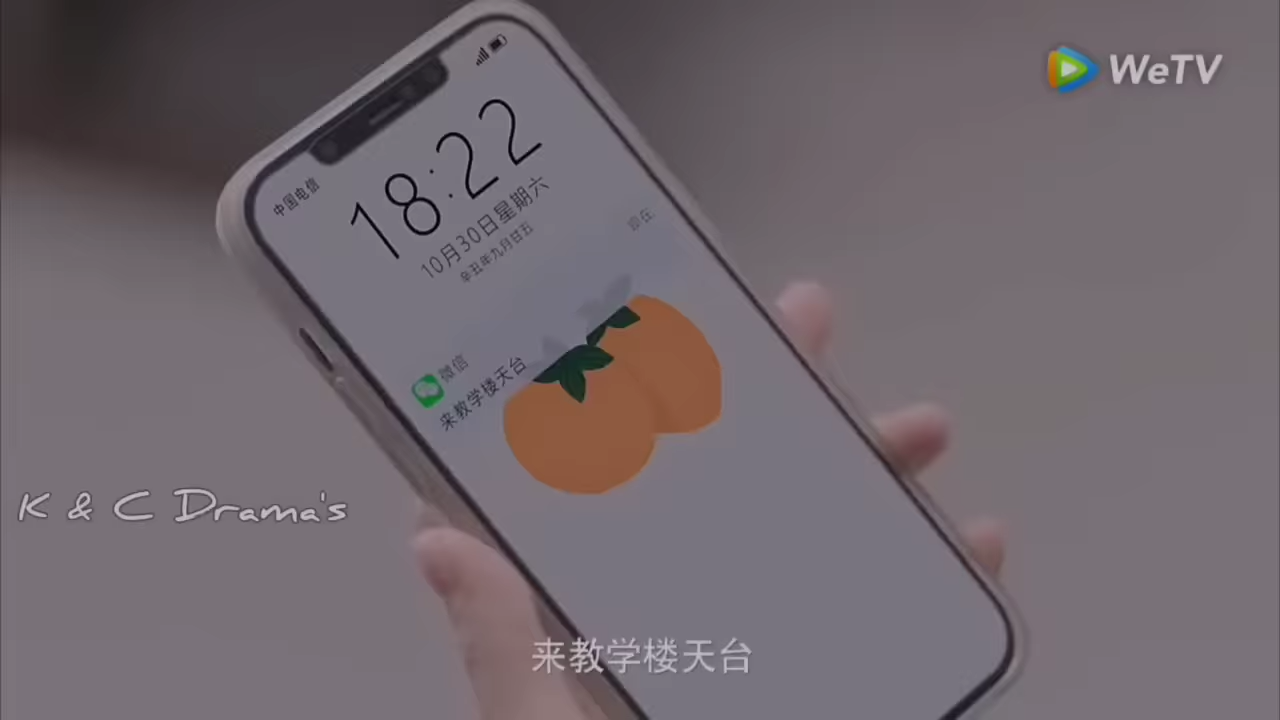 WeTV
中国电信
18:22
10月30日星期六
辛丑年九月廿五
现在
微信
来教学楼天台
K & C Drama's
来教学楼天台